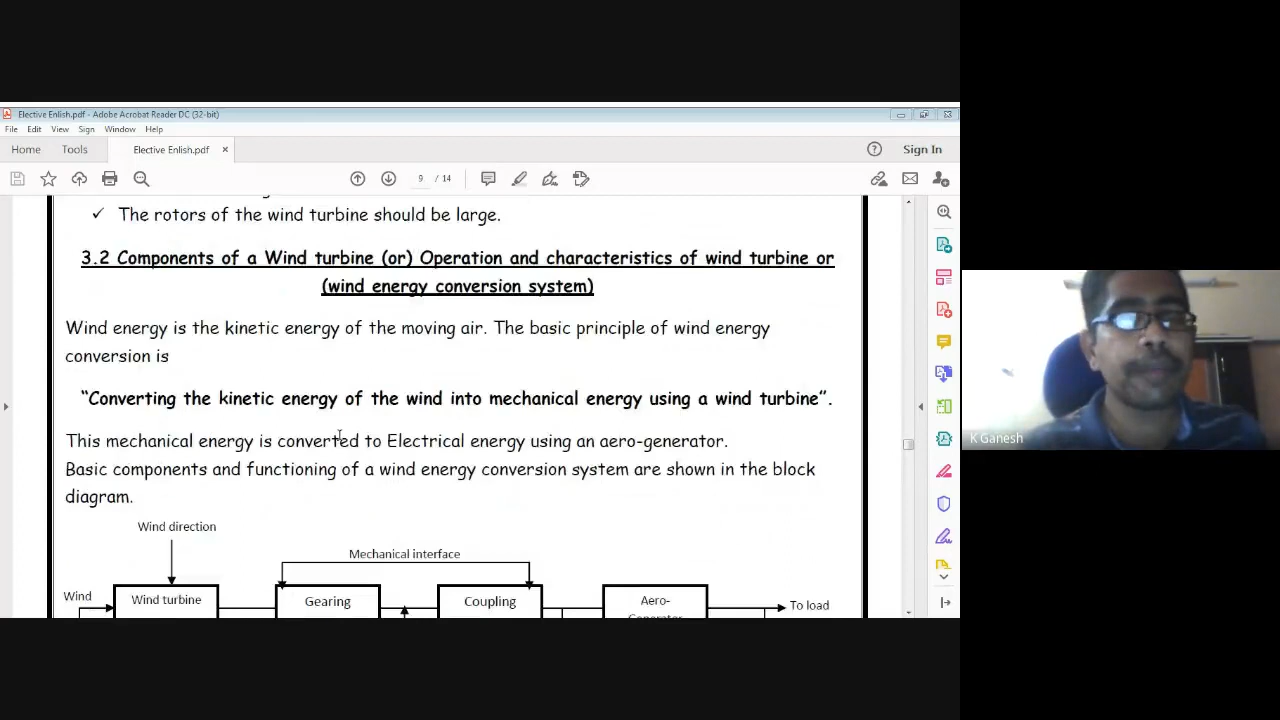 Elective Enlish.pdf - Adobe Acrobat Reader DC (32-bit)
File Edit View Sign Window Help
Home Tools Elective Enlish.pdf × Sign In
9 / 14
✓ The rotors of the wind turbine should be large.
3.2 Components of a Wind turbine (or) Operation and characteristics of wind turbine or
(wind energy conversion system)
Wind energy is the kinetic energy of the moving air. The basic principle of wind energy
conversion is
“Converting the kinetic energy of the wind into mechanical energy using a wind turbine”.
This mechanical energy is converted to Electrical energy using an aero-generator.
Basic components and functioning of a wind energy conversion system are shown in the block
diagram.
Wind direction
Mechanical interface
Wind
Wind turbine
Gearing
Coupling
Aero-
To load
K Ganesh